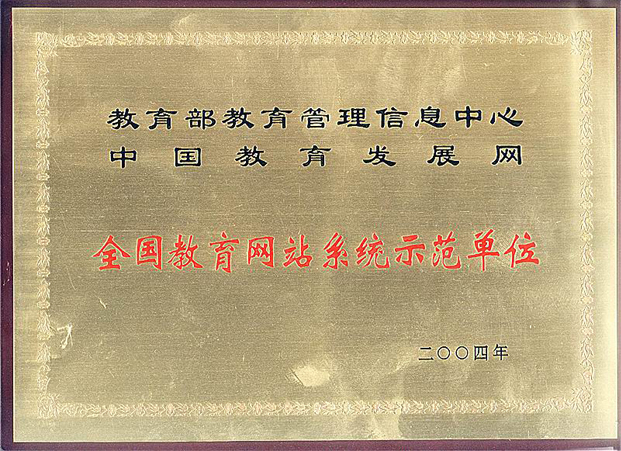 教育部教育管理信息中心
中国教育发展网
全国教育网站系统示范单位
二〇〇四年